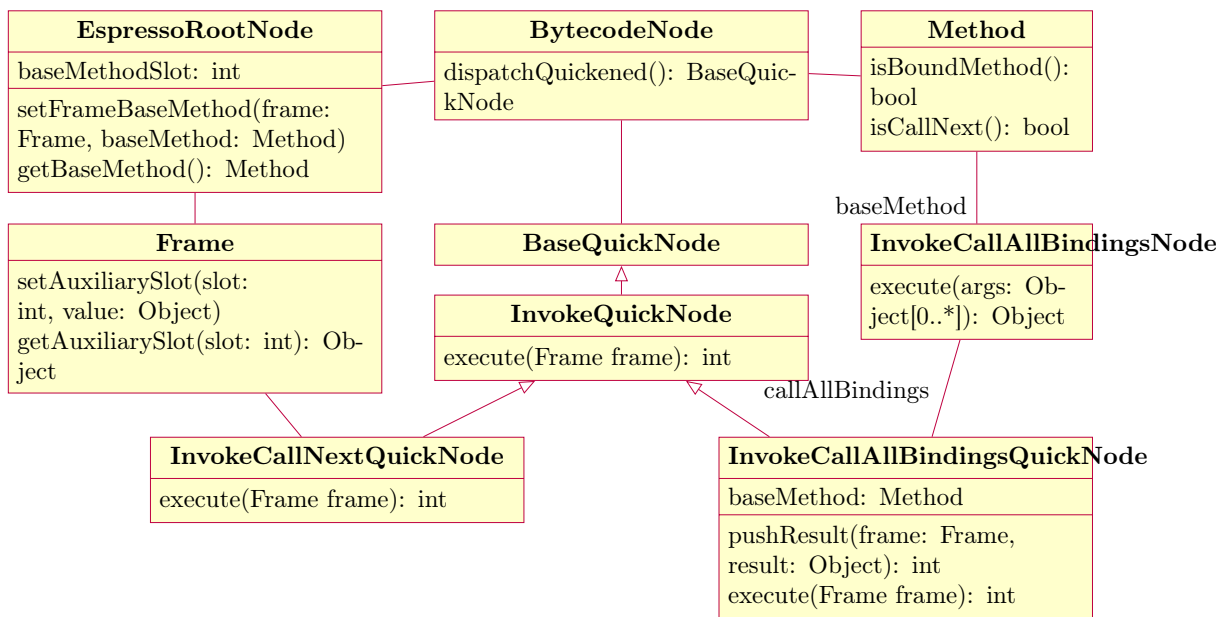 EspressoRootNode
baseMethodSlot: int
setFrameBaseMethod(frame:
Frame, baseMethod: Method)
getBaseMethod(): Method
BytecodeNode
dispatchQuickened(): BaseQuic-
kNode
Method
isBoundMethod():
bool
isCallNext(): bool
baseMethod
Frame
setAuxiliarySlot(slot:
int, value: Object)
getAuxiliarySlot(slot: int): Ob-
ject
BaseQuickNode
InvokeQuickNode
execute(Frame frame): int
InvokeCallAllBindingsNode
execute(args: Ob-
ject[0..*]): Object
callAllBindings
InvokeCallNextQuickNode
execute(Frame frame): int
InvokeCallAllBindingsQuickNode
baseMethod: Method
pushResult(frame: Frame,
result: Object): int
execute(Frame frame): int